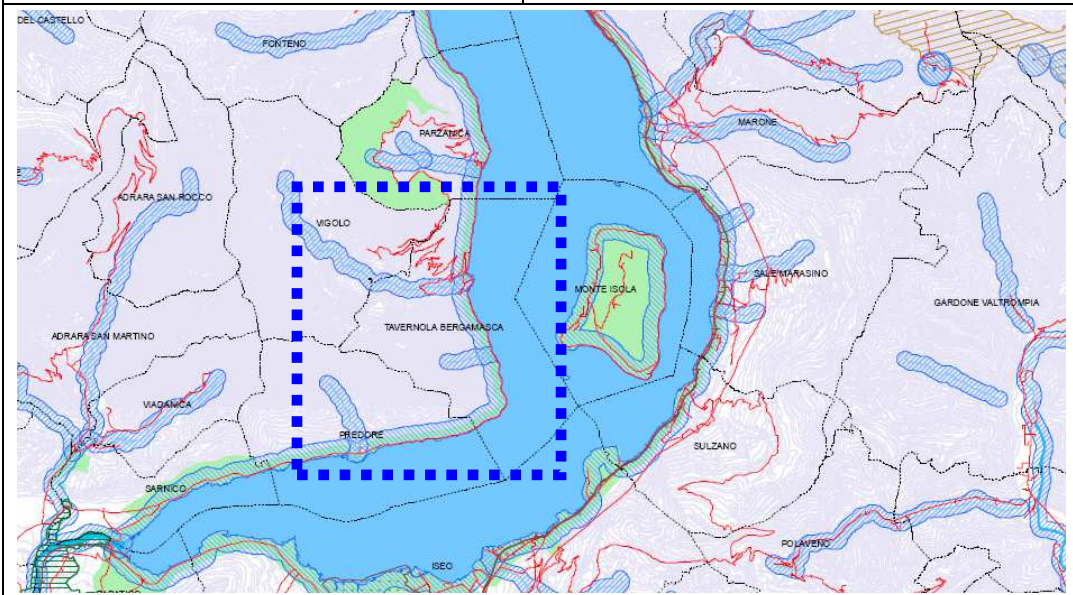 DEL CASTELLO
FONTENO
PARZANICA
MARONE
ADRARA SAN ROCCO
VIGOLO
SALE MARASINO
MONTE ISOLA
GARDONE VALTROMPIA
TAVERNOLA BERGAMASCA
ADRARA SAN MARTINO
VIADANICA
PREDORE
SULZANO
SARNICO
POLAVENO
ISEO